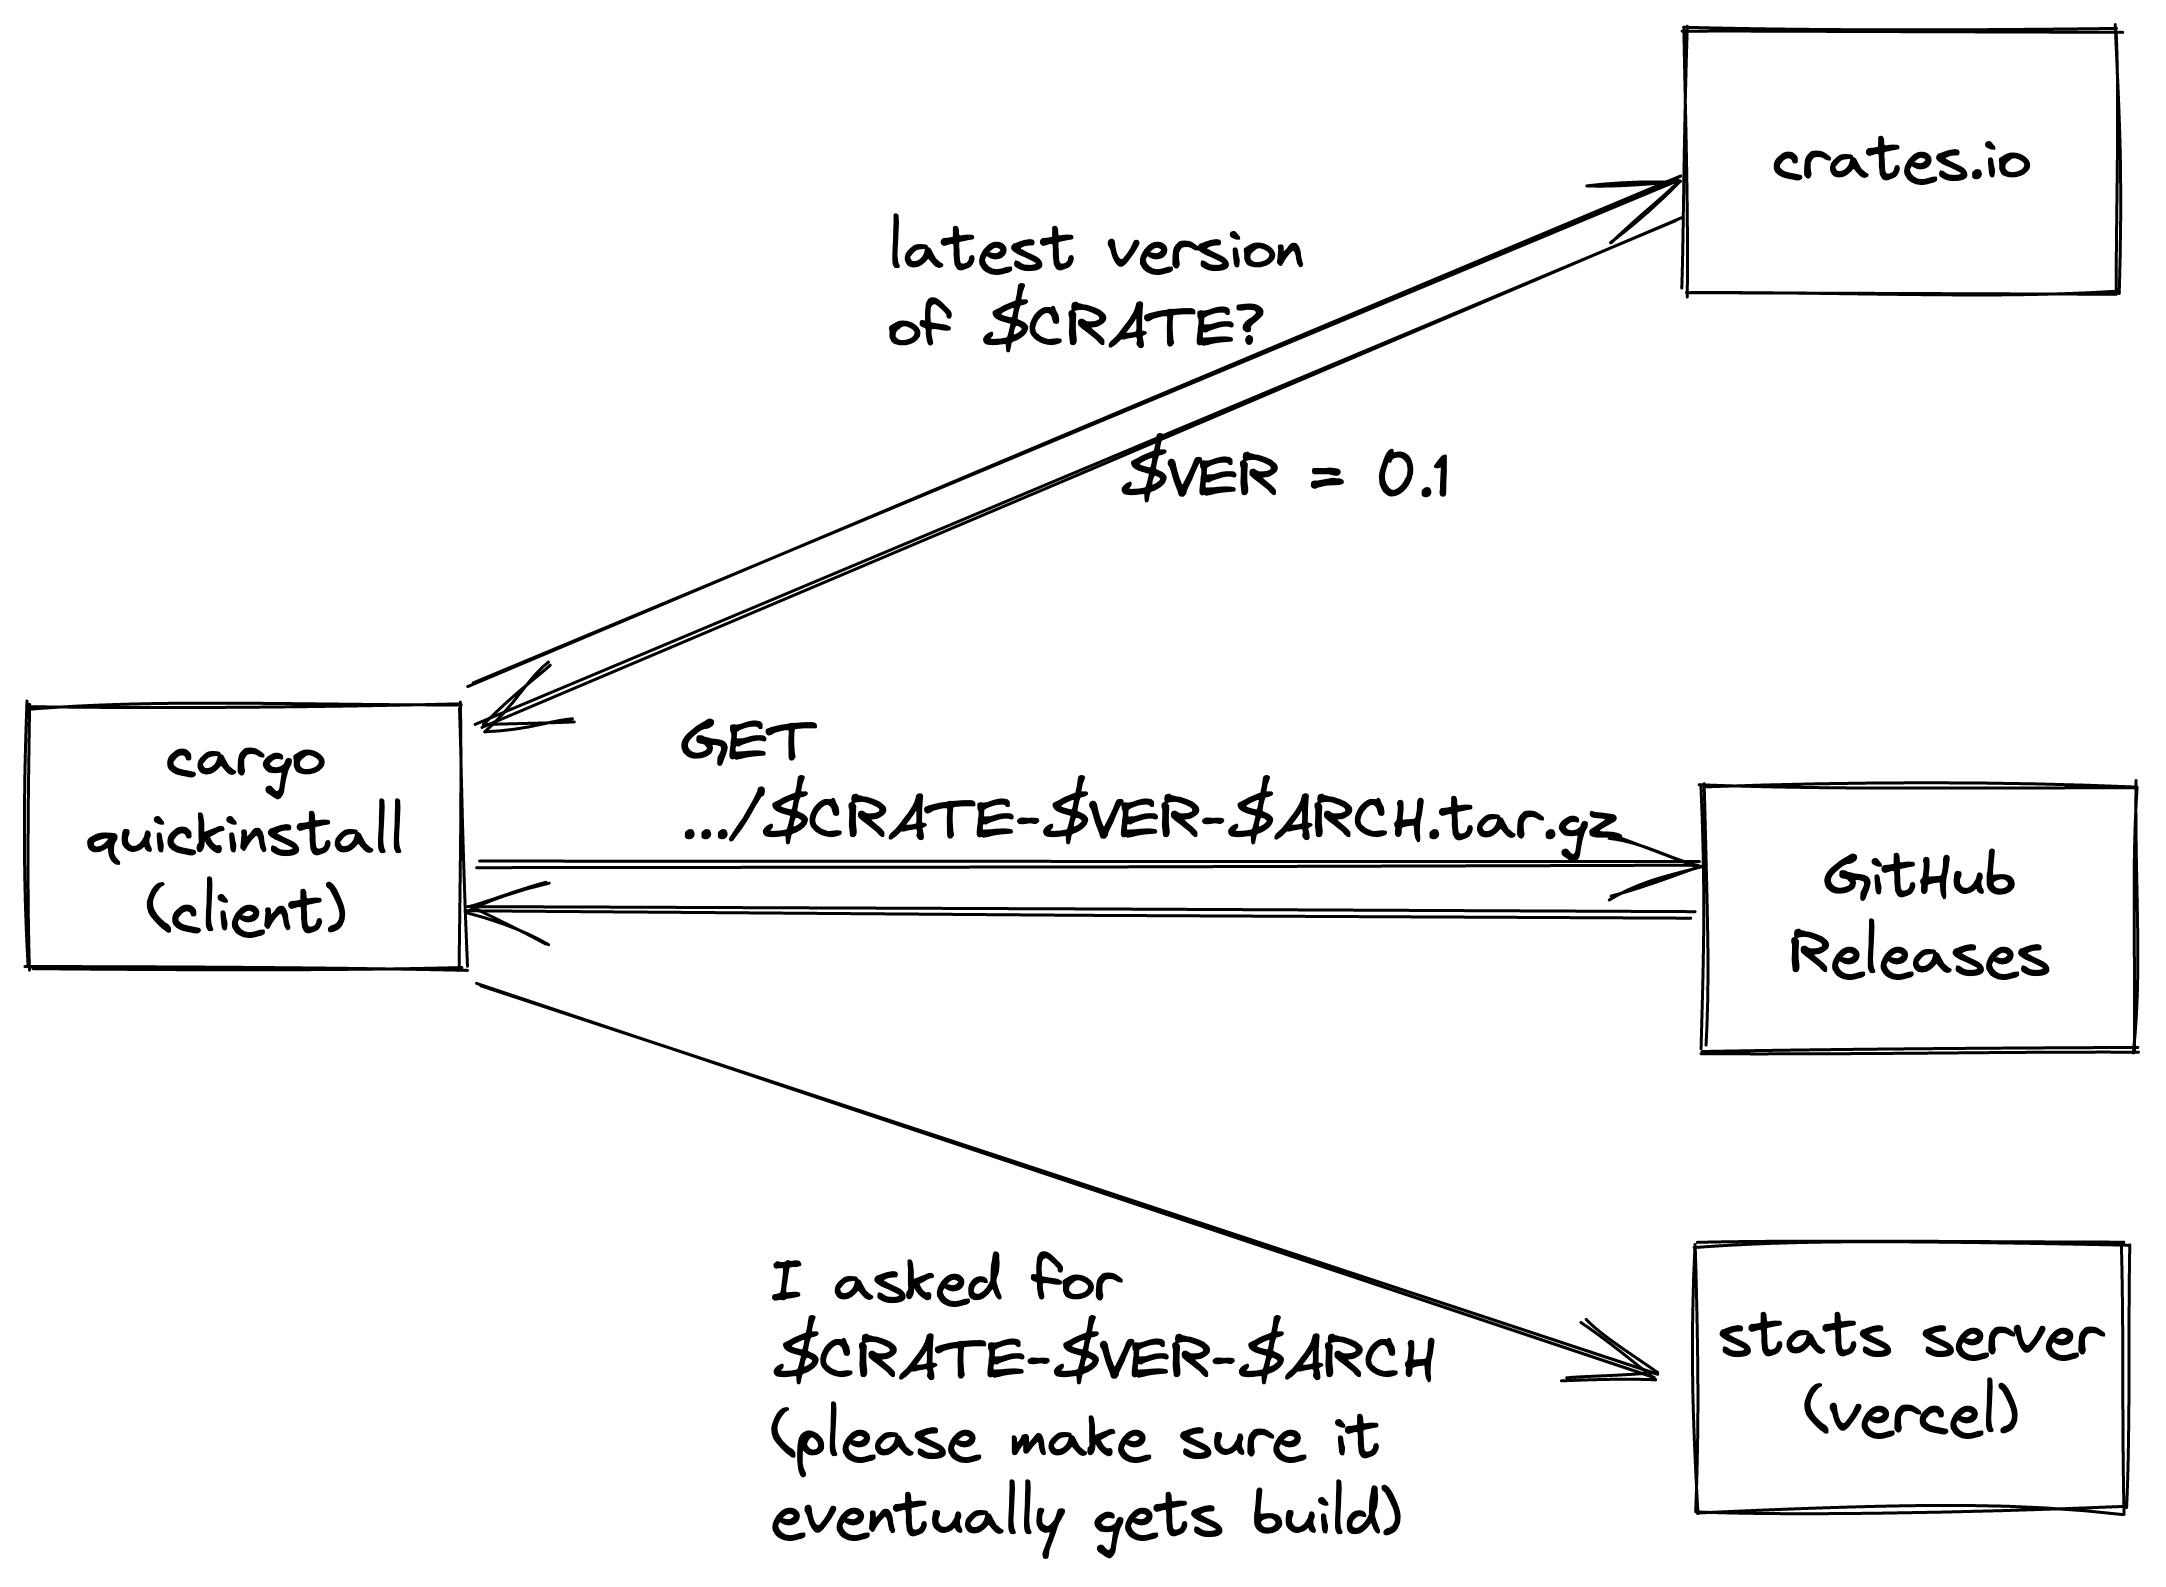 crates.io
latest version
of $CRATE?
$VER = 0.1
cargo
quickinstall
(client)
GET
.../$CRATE-$VER-$ARCH.tar.gz
GitHub
Releases
I asked for
$CRATE-$VER-$ARCH
(please make sure it
eventually gets build)
stats server
(vercel)